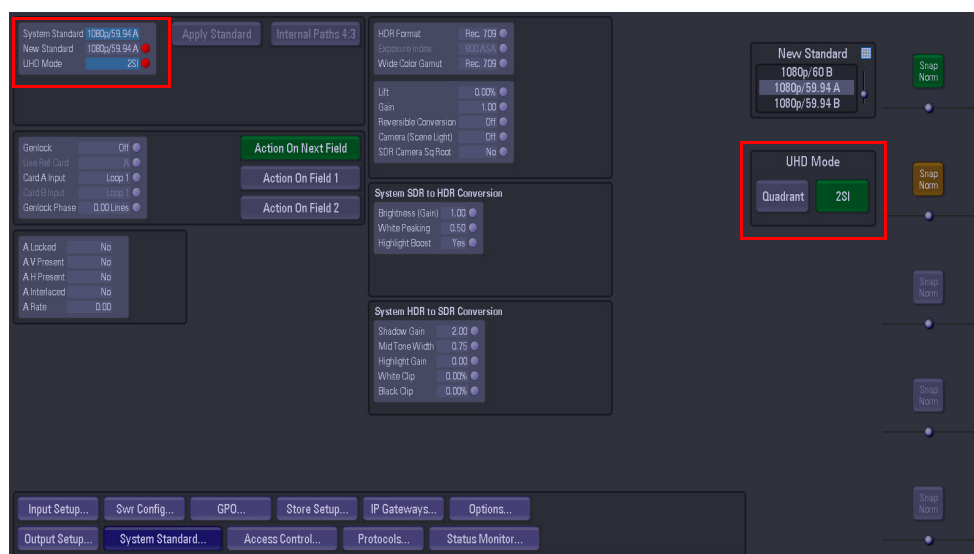 System Standard 1080p/59.94 A
New Standard 1080p/59.94 A
UHD Mode 2SI
Apply Standard
Internal Paths 4:3
Genlock Off
Use Ref Card A
Card A Input Loop 1
Card B Input Loop 1
Genlock Phase 0.00 Lines
Action On Next Field
Action On Field 1
Action On Field 2
A Locked No
A V Present No
A H Present No
A Interlaced No
A Rate 0.00
HDR Format Rec. 709
Exposure Index 800 ASA
Wide Color Gamut Rec. 709
Lift 0.00%
Gain 1.00
Reversible Conversion Off
Camera (Scene Light) Off
SDR Camera Sq Root No
System SDR to HDR Conversion
Brightness (Gain) 1.00
White Peaking 0.50
Highlight Boost Yes
System HDR to SDR Conversion
Shadow Gain 2.00
Mid Tone Width 0.75
Highlight Gain 0.00
White Clip 0.00%
Black Clip 0.00%
New Standard
1080p/60 B
1080p/59.94 A
1080p/59.94 B
UHD Mode
Quadrant 2SI
Snap Norm
Snap Norm
Snap Norm
Snap Norm
Snap Norm
Input Setup... Swr Config... GPO... Store Setup... IP Gateways... Options...
Output Setup... System Standard... Access Control... Protocols... Status Monitor...